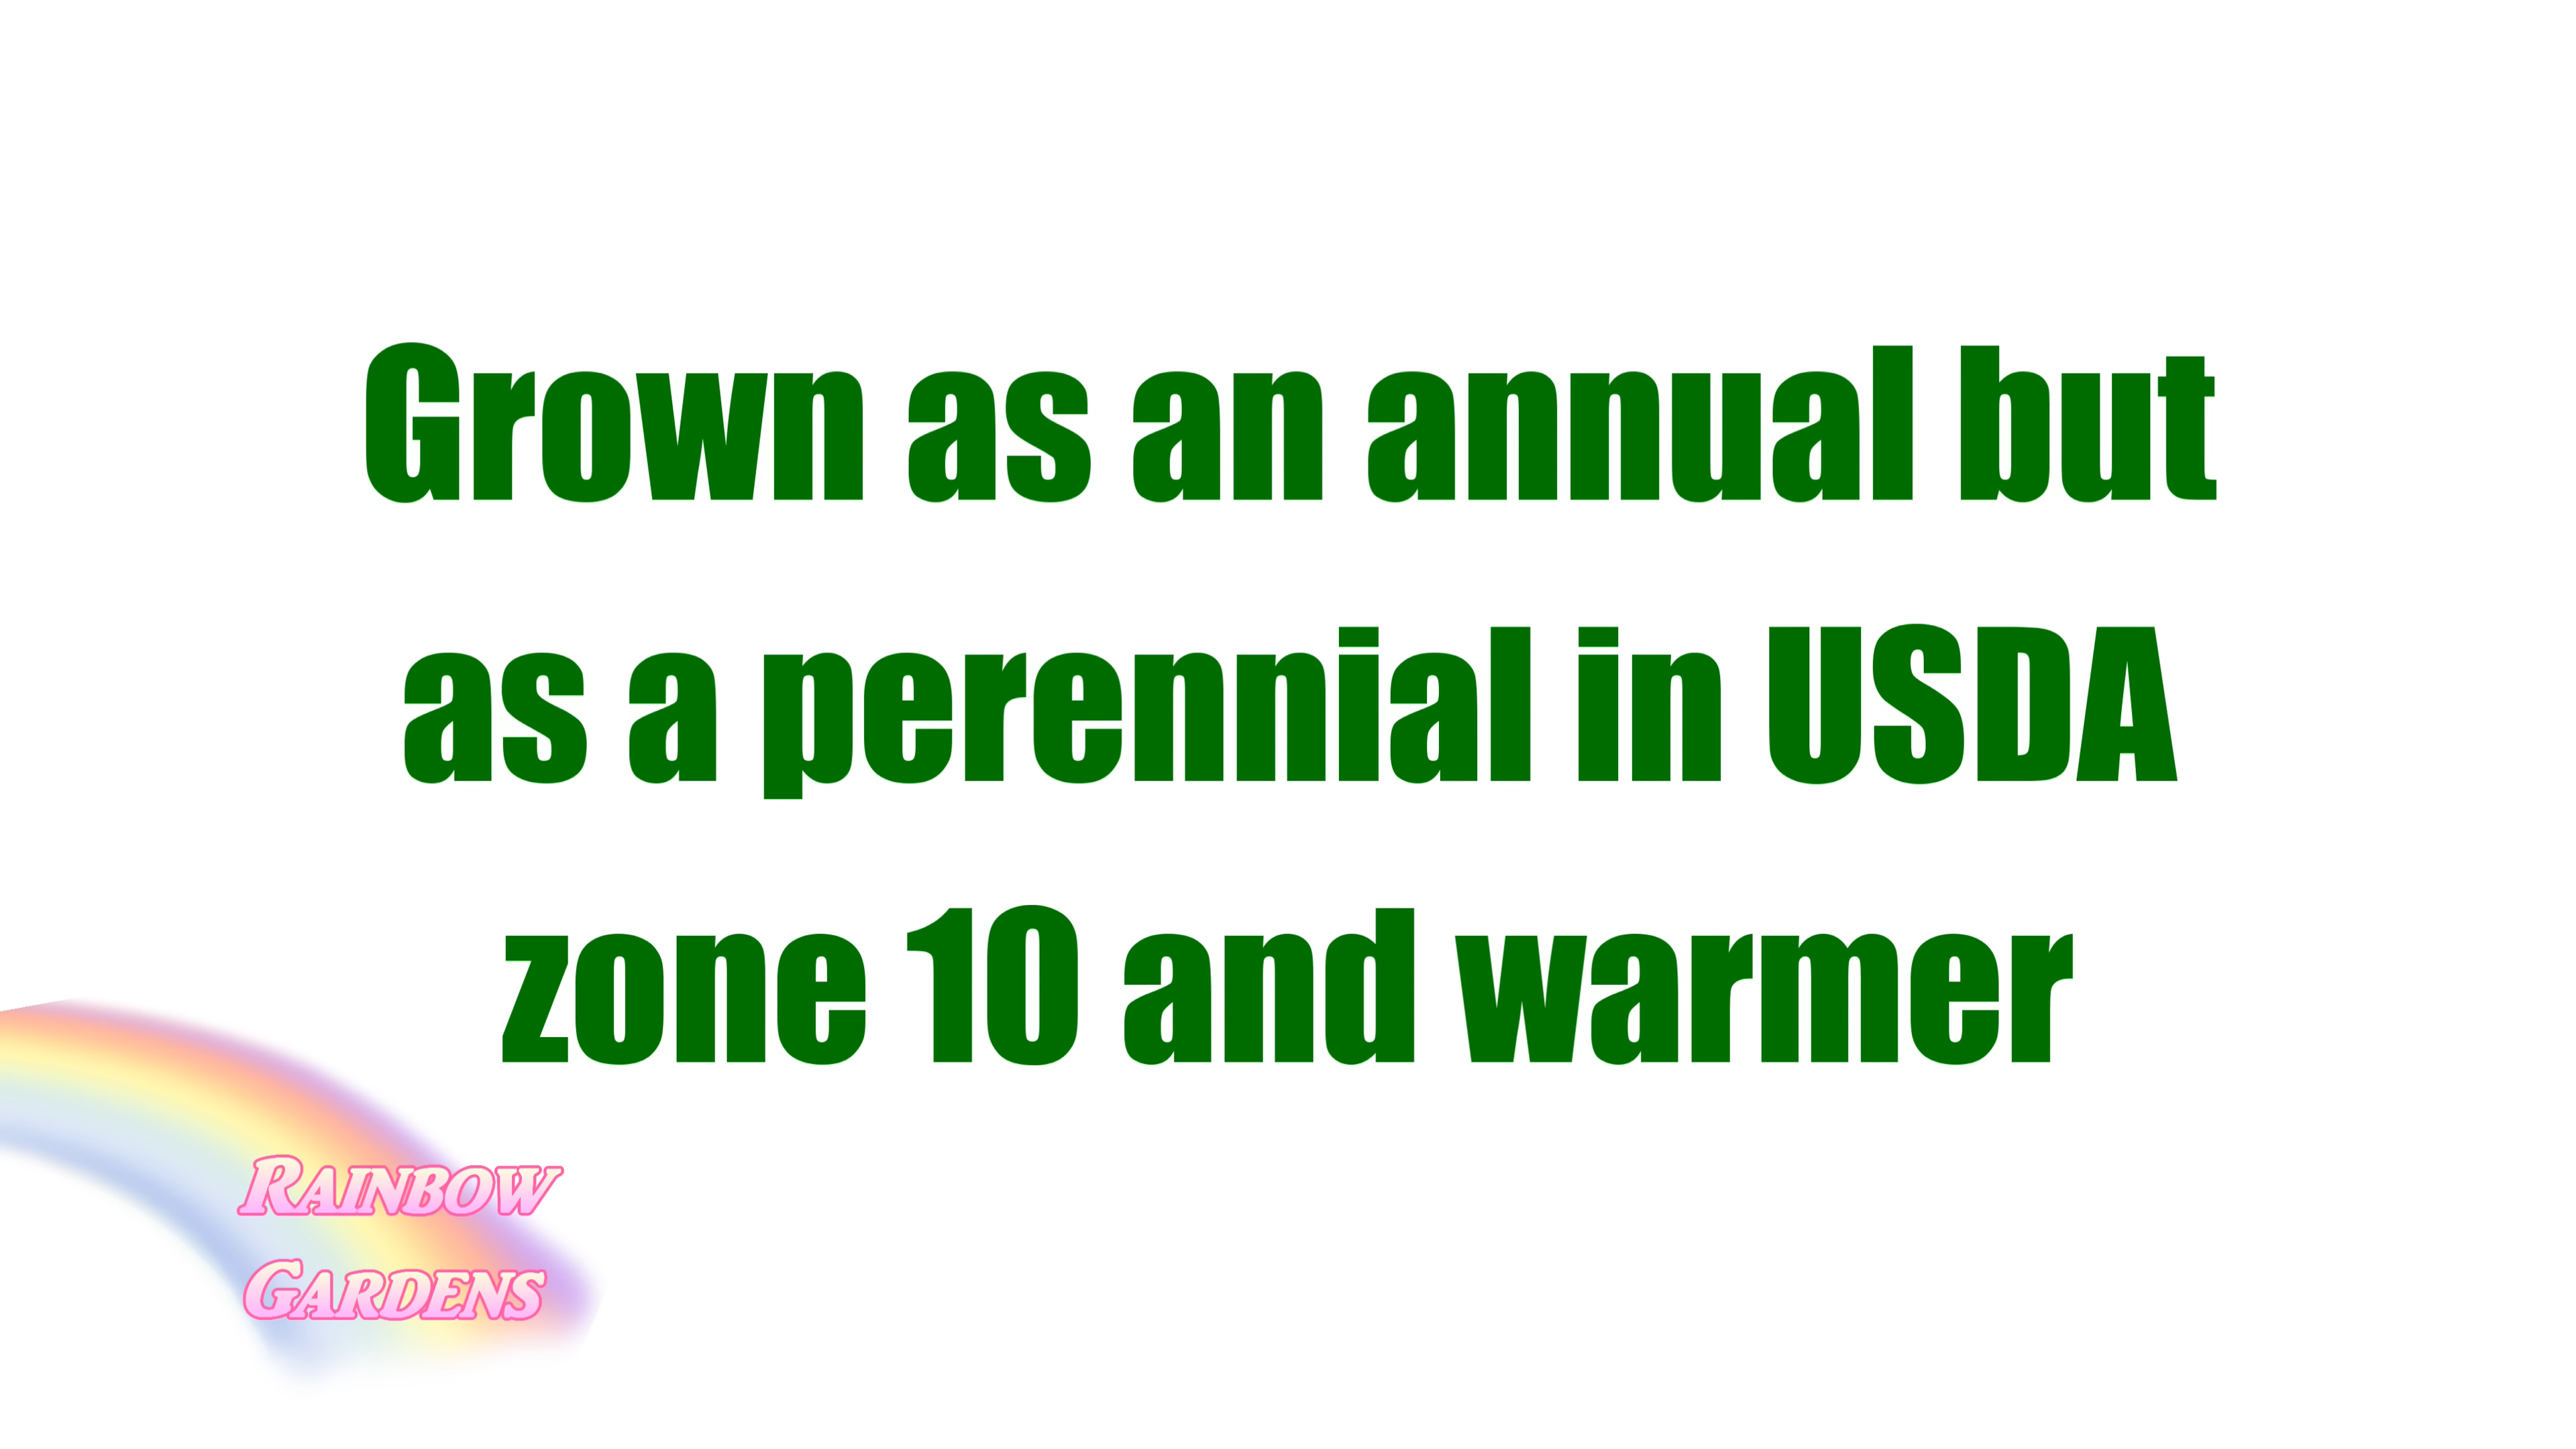 Grown as an annual but
as a perennial in USDA
zone 10 and warmer
RAINBOW
GARDENS